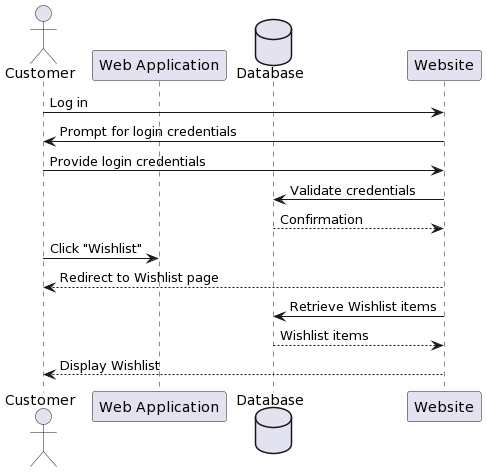 Customer
Web Application
Database
Website
Log in
Prompt for login credentials
Provide login credentials
Validate credentials
Confirmation
Click "Wishlist"
Redirect to Wishlist page
Retrieve Wishlist items
Wishlist items
Display Wishlist
Customer
Web Application
Database
Website